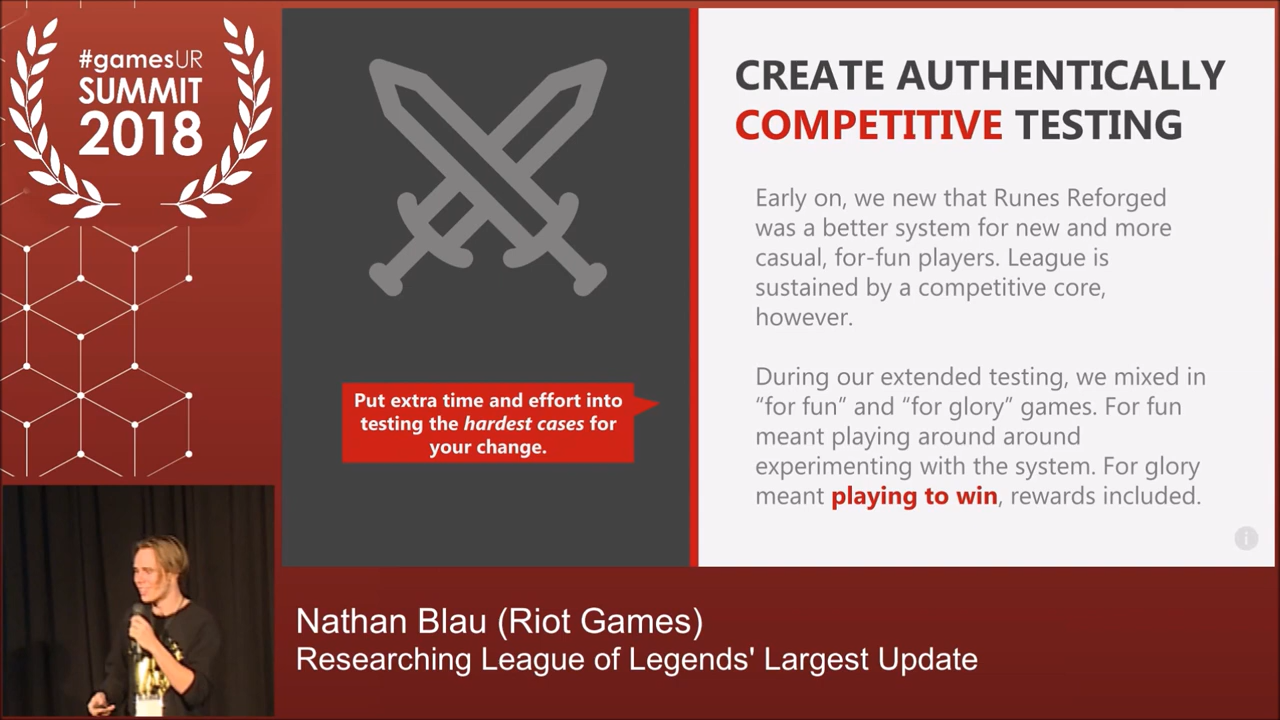 #gamesUR
SUMMIT
2018
CREATE AUTHENTICALLY
COMPETITIVE TESTING
Early on, we new that Runes Reforged
was a better system for new and more
casual, for-fun players. League is
sustained by a competitive core,
however.
During our extended testing, we mixed in
“for fun” and “for glory” games. For fun
meant playing around around
experimenting with the system. For glory
meant playing to win, rewards included.
Put extra time and effort into
testing the hardest cases for
your change.
i
Nathan Blau (Riot Games)
Researching League of Legends' Largest Update